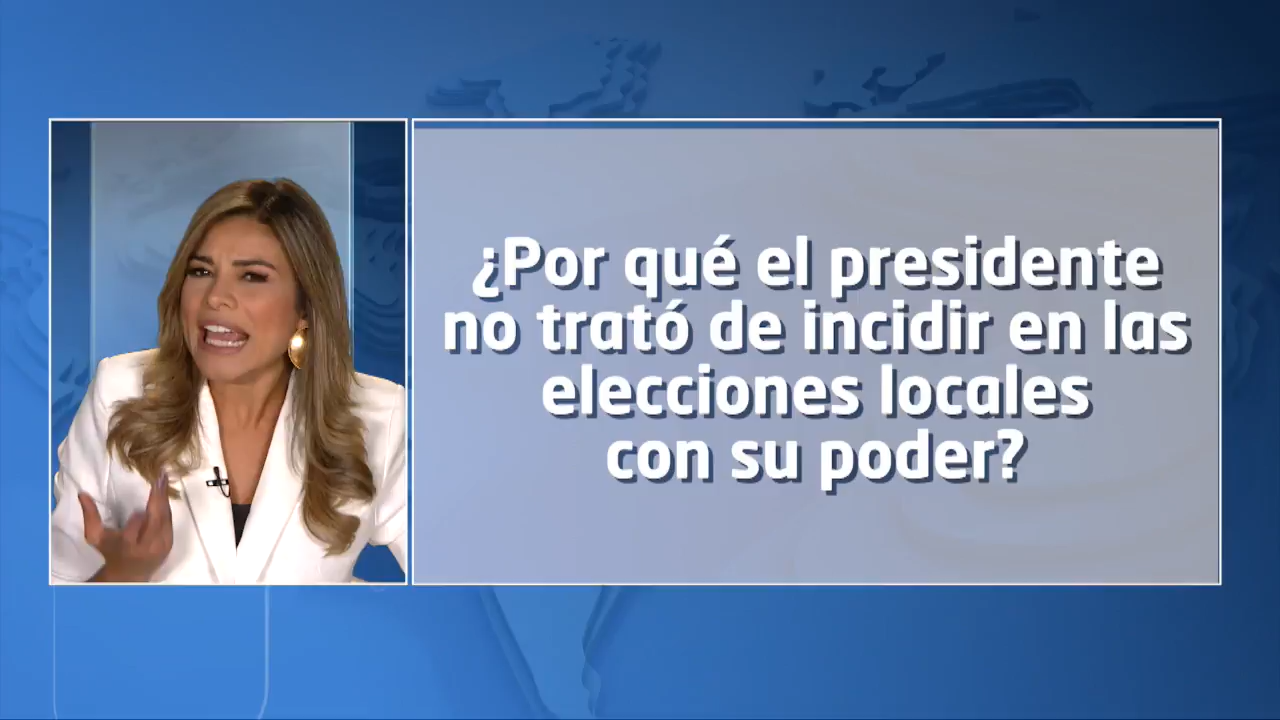 ¿Por qué el presidente
no trató de incidir en las
elecciones locales
con su poder?